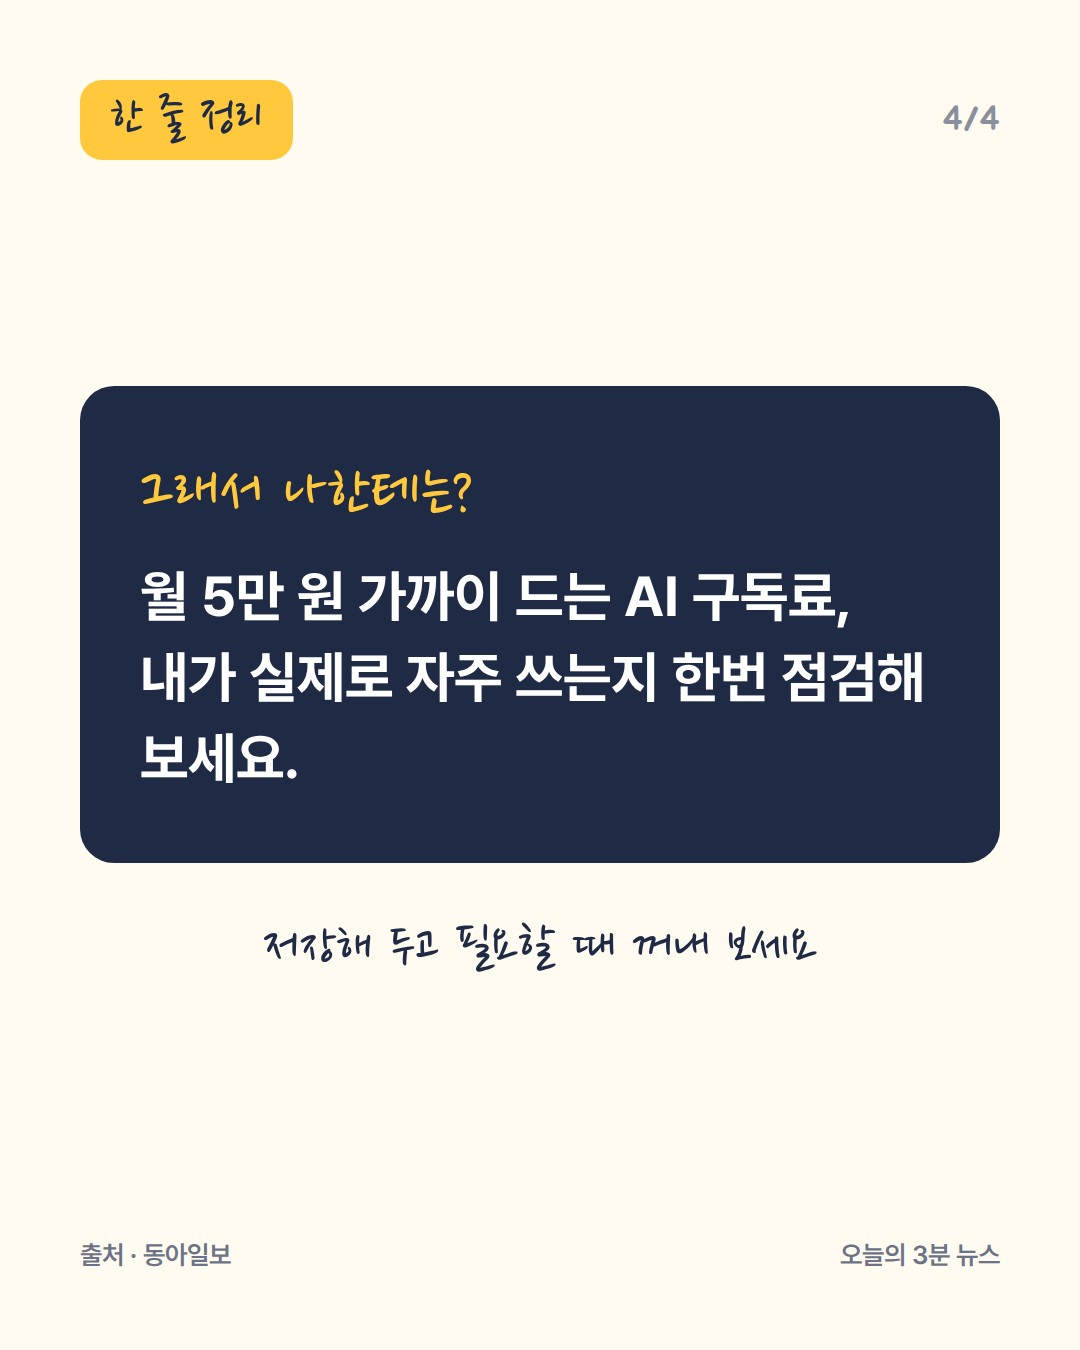 한 줄 정리
4/4
그래서 나한테는?
월 5만 원 가까이 드는 AI 구독료,
내가 실제로 자주 쓰는지 한번 점검해
보세요.
저장해 두고 필요할 때 꺼내 보세요
출처 · 동아일보
오늘의 3분 뉴스